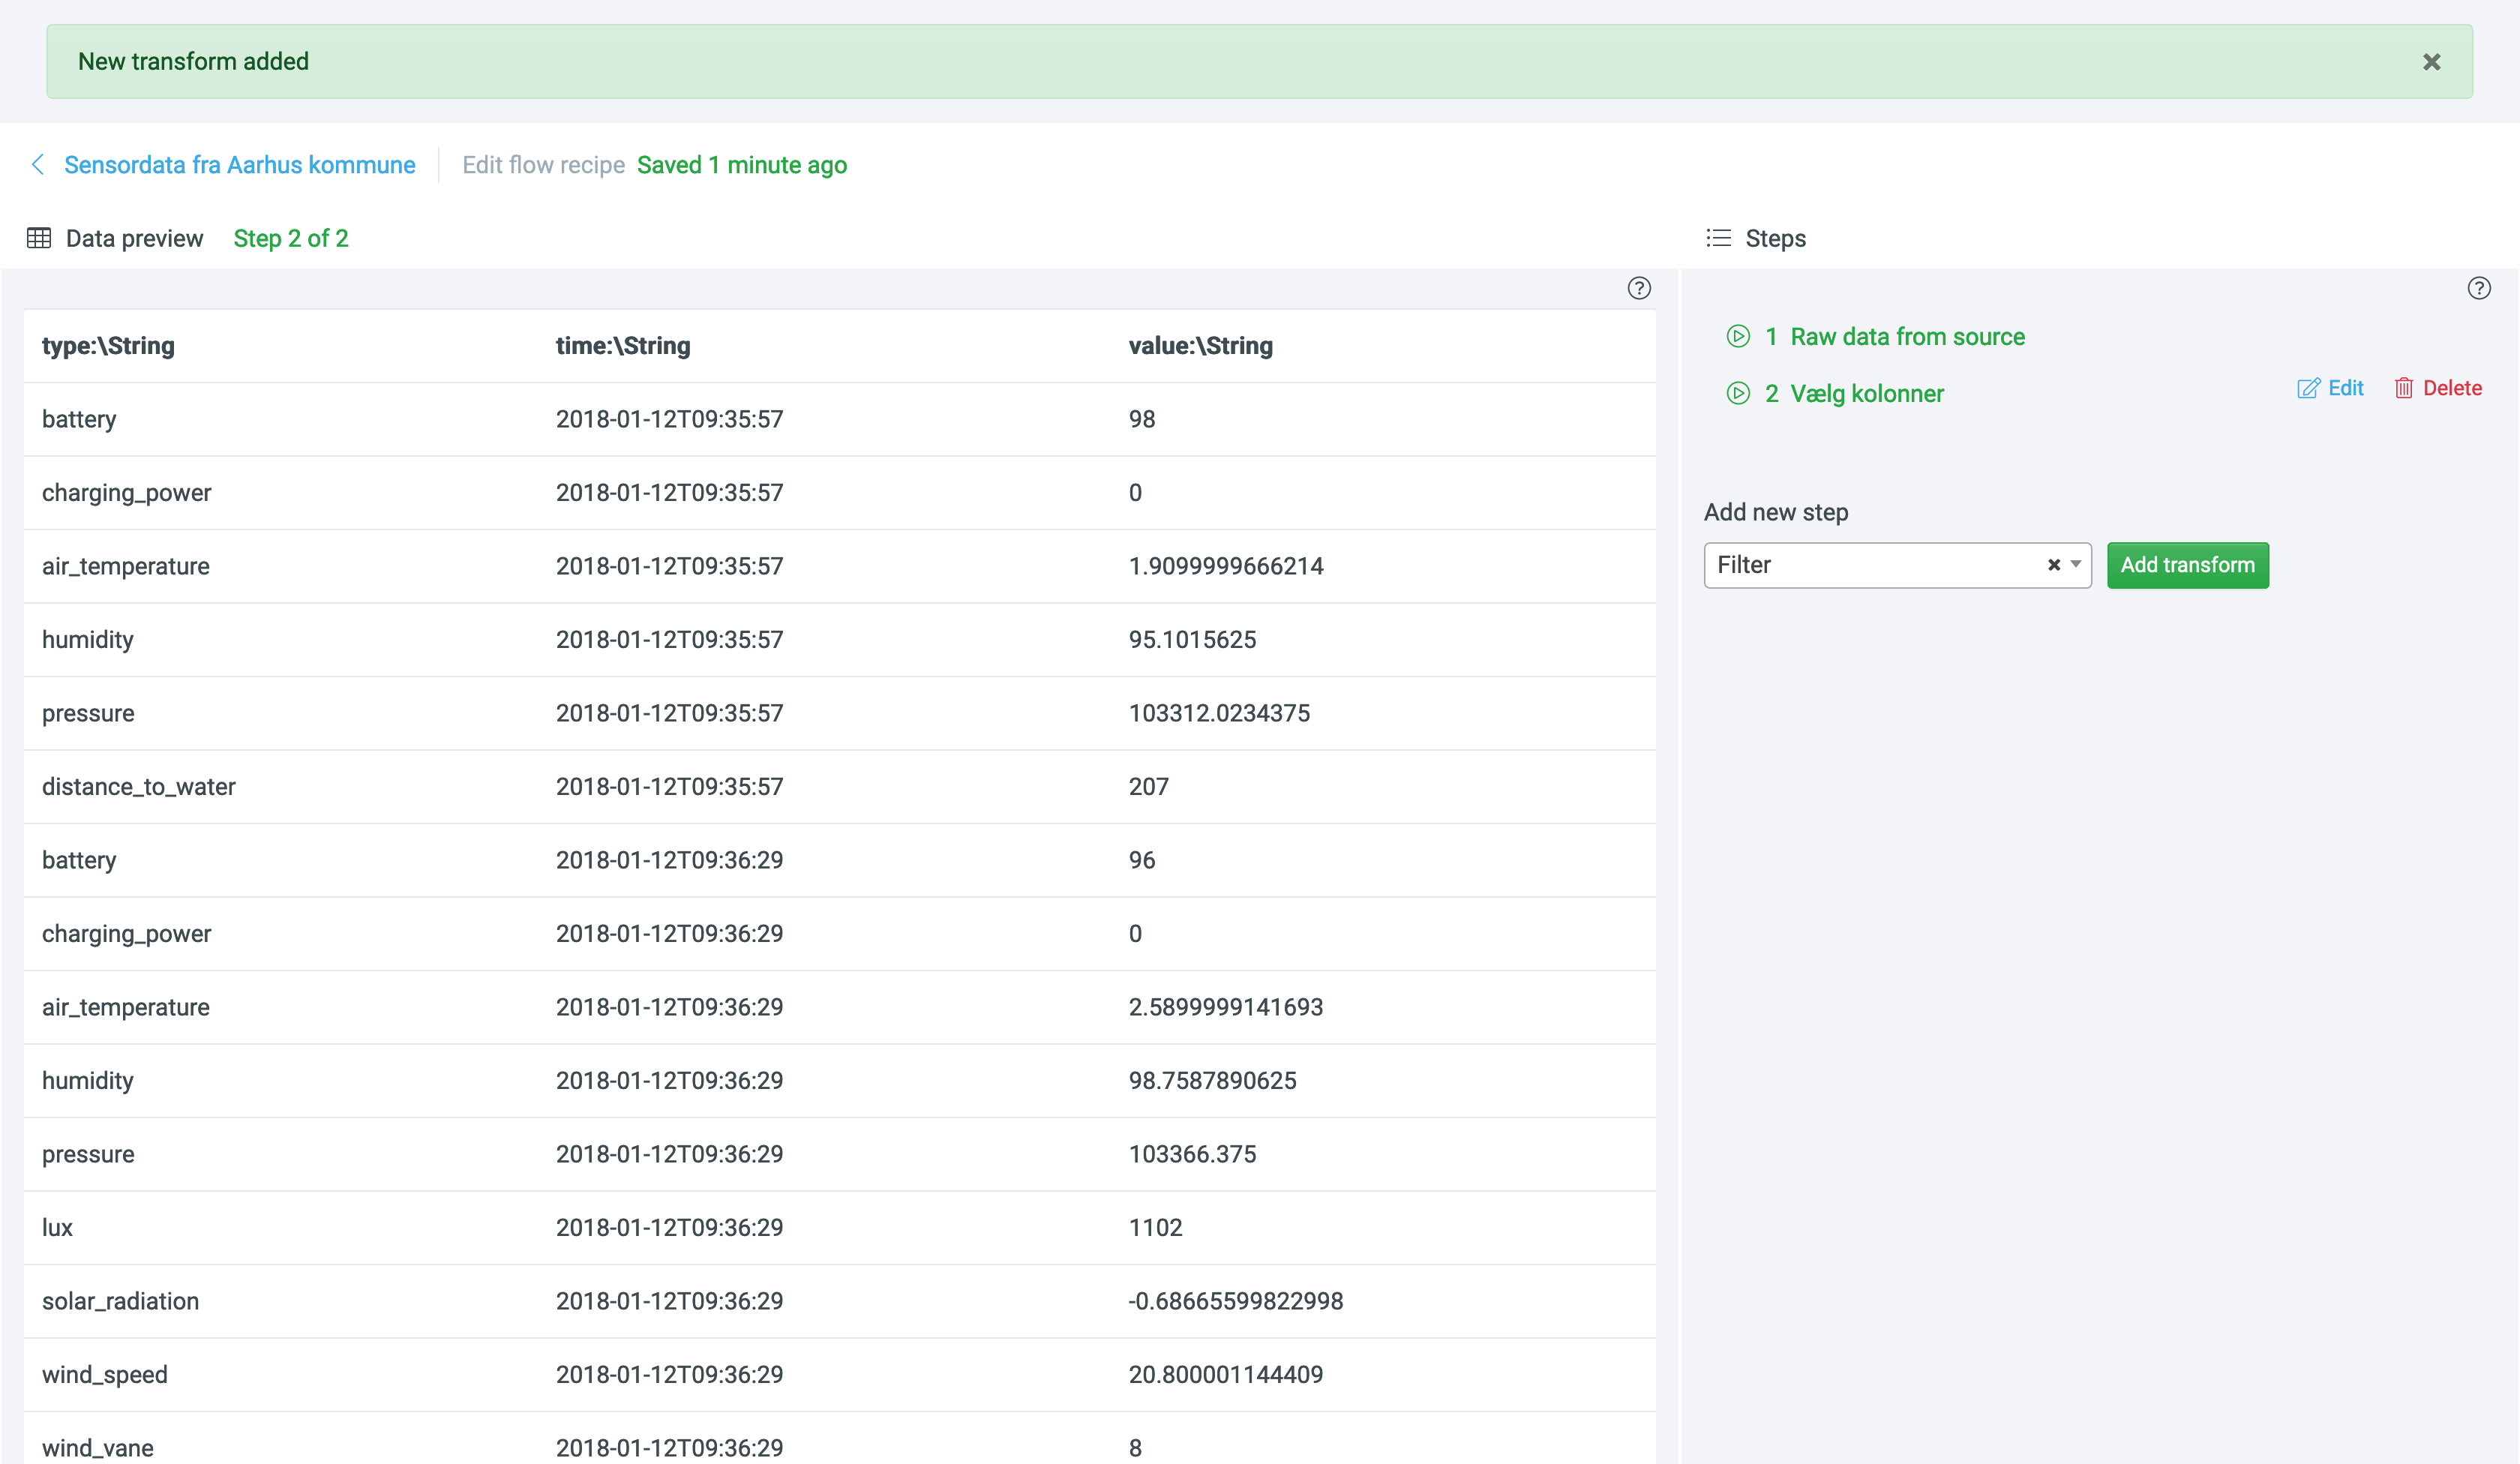 New transform added
Sensordata fra Aarhus kommune Edit flow recipe Saved 1 minute ago
Data preview Step 2 of 2
type:\String time:\String value:\String
battery 2018-01-12T09:35:57 98
charging_power 2018-01-12T09:35:57 0
air_temperature 2018-01-12T09:35:57 1.9099999666214
humidity 2018-01-12T09:35:57 95.1015625
pressure 2018-01-12T09:35:57 103312.0234375
distance_to_water 2018-01-12T09:35:57 207
battery 2018-01-12T09:36:29 96
charging_power 2018-01-12T09:36:29 0
air_temperature 2018-01-12T09:36:29 2.5899999141693
humidity 2018-01-12T09:36:29 98.7587890625
pressure 2018-01-12T09:36:29 103366.375
lux 2018-01-12T09:36:29 1102
solar_radiation 2018-01-12T09:36:29 -0.68665599822998
wind_speed 2018-01-12T09:36:29 20.800001144409
wind_vane 2018-01-12T09:36:29 8
Steps
1 Raw data from source
2 Vælg kolonner Edit Delete
Add new step
Filter Add transform